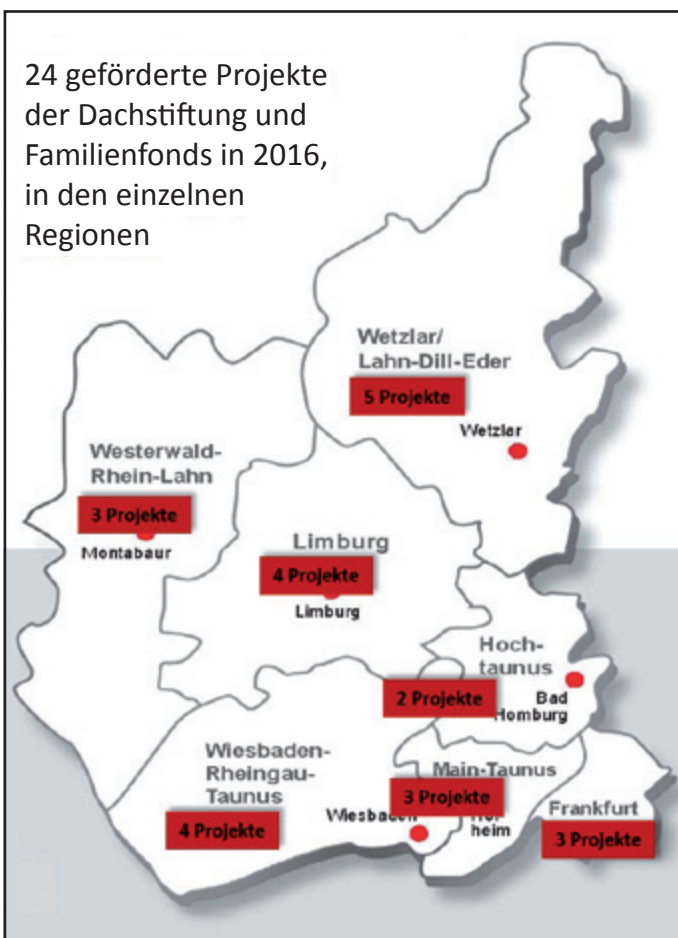 24 geförderte Projekte
der Dachstiftung und
Familienfonds in 2016,
in den einzelnen
Regionen
Wetzlar/
Lahn-Dill-Eder
5 Projekte
Wetzlar
Westerwald-
Rhein-Lahn
3 Projekte
Montabaur
Limburg
4 Projekte
Limburg
Hoch-
taunus
2 Projekte
Bad
Homburg
Wiesbaden-
Rheingau-
Taunus
4 Projekte
Main-Taunus
3 Projekte
Wiesbaden
heim
Frankfurt
3 Projekte